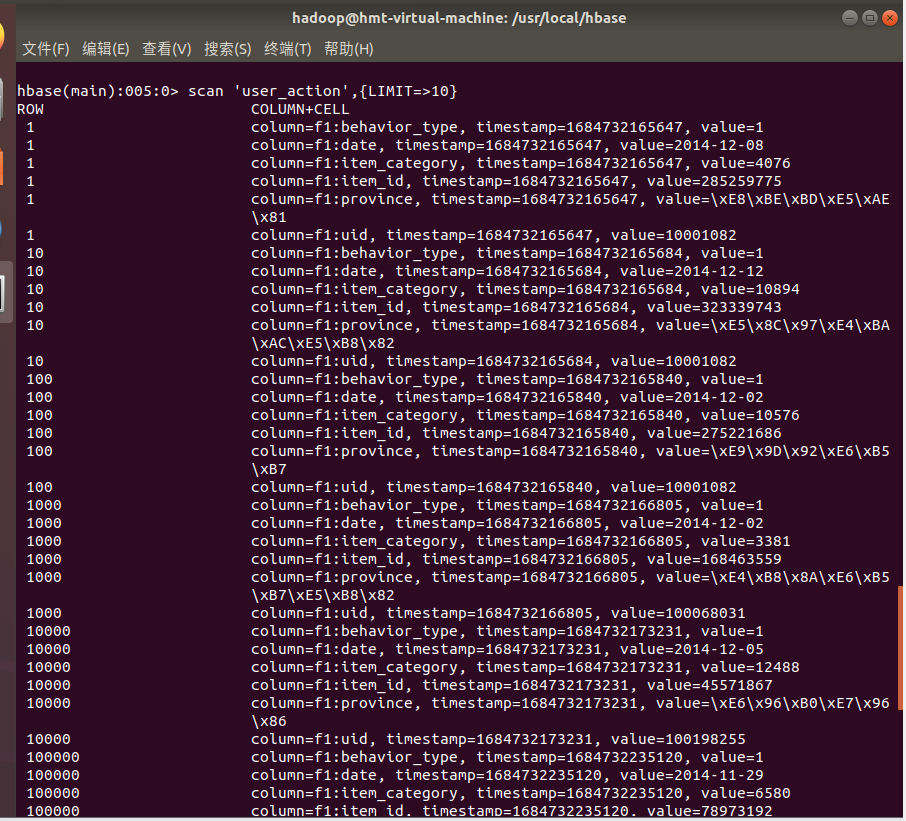 hadoop@hmt-virtual-machine: /usr/local/hbase
文件(F) 编辑(E) 查看(V) 搜索(S) 终端(T) 帮助(H)
hbase(main):005:0> scan 'user_action',{LIMIT=>10}
ROW COLUMN+CELL
1 column=f1:behavior_type, timestamp=1684732165647, value=1
1 column=f1:date, timestamp=1684732165647, value=2014-12-08
1 column=f1:item_category, timestamp=1684732165647, value=4076
1 column=f1:item_id, timestamp=1684732165647, value=285259775
1 column=f1:province, timestamp=1684732165647, value=\xE8\xBE\xBD\xE5\xAE
\x81
1 column=f1:uid, timestamp=1684732165647, value=10001082
10 column=f1:behavior_type, timestamp=1684732165684, value=1
10 column=f1:date, timestamp=1684732165684, value=2014-12-12
10 column=f1:item_category, timestamp=1684732165684, value=10894
10 column=f1:item_id, timestamp=1684732165684, value=323339743
10 column=f1:province, timestamp=1684732165684, value=\xE5\x8C\x97\xE4\xBA
\xAC\xE5\xB8\x82
10 column=f1:uid, timestamp=1684732165684, value=10001082
100 column=f1:behavior_type, timestamp=1684732165840, value=1
100 column=f1:date, timestamp=1684732165840, value=2014-12-02
100 column=f1:item_category, timestamp=1684732165840, value=10576
100 column=f1:item_id, timestamp=1684732165840, value=275221686
100 column=f1:province, timestamp=1684732165840, value=\xE9\x9D\x92\xE6\xB5
\xB7
100 column=f1:uid, timestamp=1684732165840, value=10001082
1000 column=f1:behavior_type, timestamp=1684732166805, value=1
1000 column=f1:date, timestamp=1684732166805, value=2014-12-02
1000 column=f1:item_category, timestamp=1684732166805, value=3381
1000 column=f1:item_id, timestamp=1684732166805, value=168463559
1000 column=f1:province, timestamp=1684732166805, value=\xE4\xB8\x8A\xE6\xB5
\xB7\xE5\xB8\x82
1000 column=f1:uid, timestamp=1684732166805, value=100068031
10000 column=f1:behavior_type, timestamp=1684732173231, value=1
10000 column=f1:date, timestamp=1684732173231, value=2014-12-05
10000 column=f1:item_category, timestamp=1684732173231, value=12488
10000 column=f1:item_id, timestamp=1684732173231, value=45571867
10000 column=f1:province, timestamp=1684732173231, value=\xE6\x96\xB0\xE7\x96
\x86
10000 column=f1:uid, timestamp=1684732173231, value=100198255
100000 column=f1:behavior_type, timestamp=1684732235120, value=1
100000 column=f1:date, timestamp=1684732235120, value=2014-11-29
100000 column=f1:item_category, timestamp=1684732235120, value=6580
100000 column=f1:item_id, timestamp=1684732235120, value=78973192